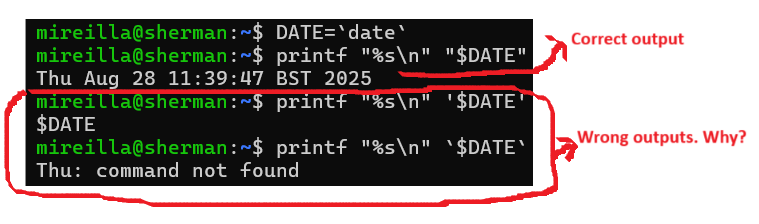 mireilla@sherman:~$ DATE=`date`
mireilla@sherman:~$ printf "%s\n" "$DATE"
Correct output
Thu Aug 28 11:39:47 BST 2025
mireilla@sherman:~$ printf "%s\n" '$DATE'
$DATE
mireilla@sherman:~$ printf "%s\n" `$DATE`
Wrong outputs. Why?
Thu: command not found